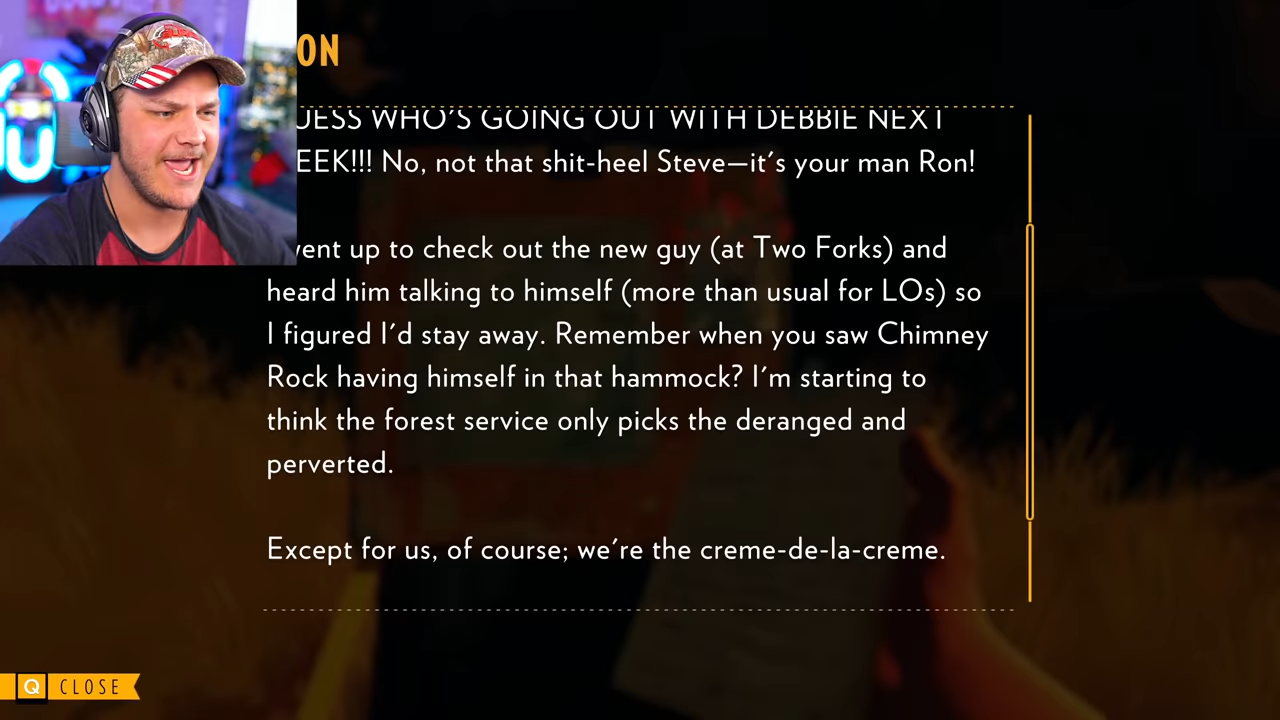 ON
UESS WHO'S GOING OUT WITH DEBBIE NEXT
EEK!!! No, not that shit-heel Steve—it's your man Ron!
went up to check out the new guy (at Two Forks) and
heard him talking to himself (more than usual for LOs) so
I figured I'd stay away. Remember when you saw Chimney
Rock having himself in that hammock? I'm starting to
think the forest service only picks the deranged and
perverted.
Except for us, of course; we're the creme-de-la-creme.
Q CLOSE